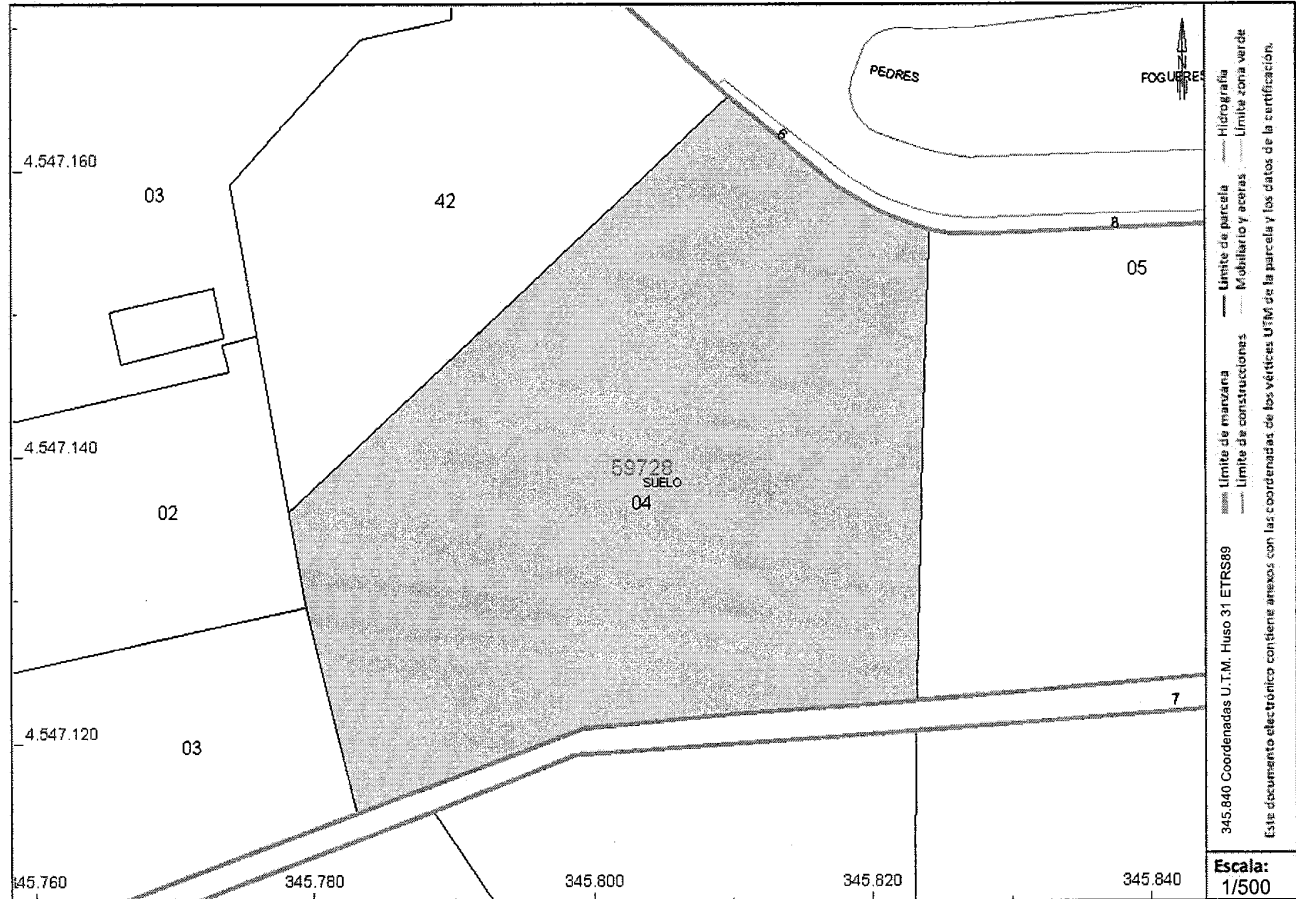 PEDRES
FOGUERES
N
6
8
4.547.160
03
42
05
4.547.140
59728
SUELO
04
02
4.547.120
03
7
345.760
345.780
345.800
345.820
345.840
345.840 Coordenadas U.T.M. Huso 31 ETRS89
Límite de manzana
Límite de parcela
Hidrografía
Límite de construcciones
Mobiliario y aceras
Límite zona verde
Este documento electrónico contiene anexos con las coordenadas de los vértices UTM de la parcela y los datos de la certificación.
Escala:
1/500